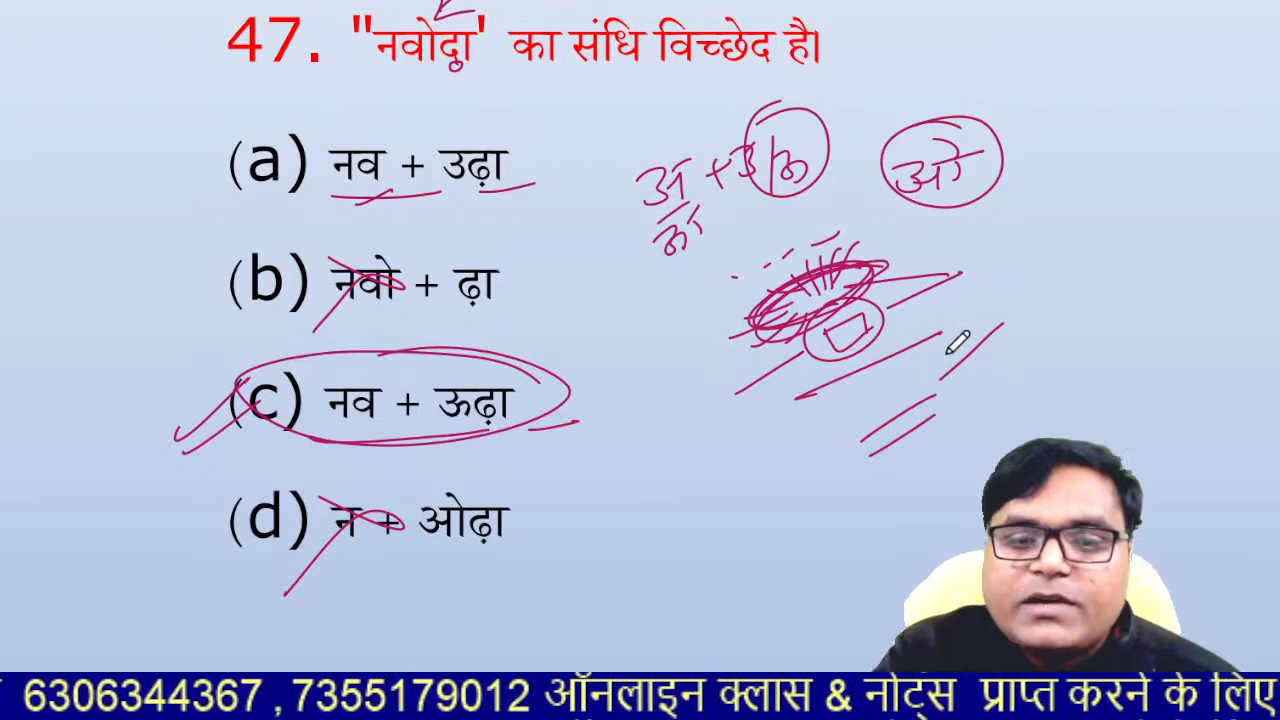 47. "नवोढ़ा' का संधि विच्छेद है।
(a) नव + उढ़ा
अ + उ/ऊ ओ
आ
(b) नवो + ढ़ा
(c) नव + ऊढ़ा
(d) न + ओढ़ा
6306344367 , 7355179012 ऑनलाइन क्लास & नोट्स प्राप्त करने के लिए